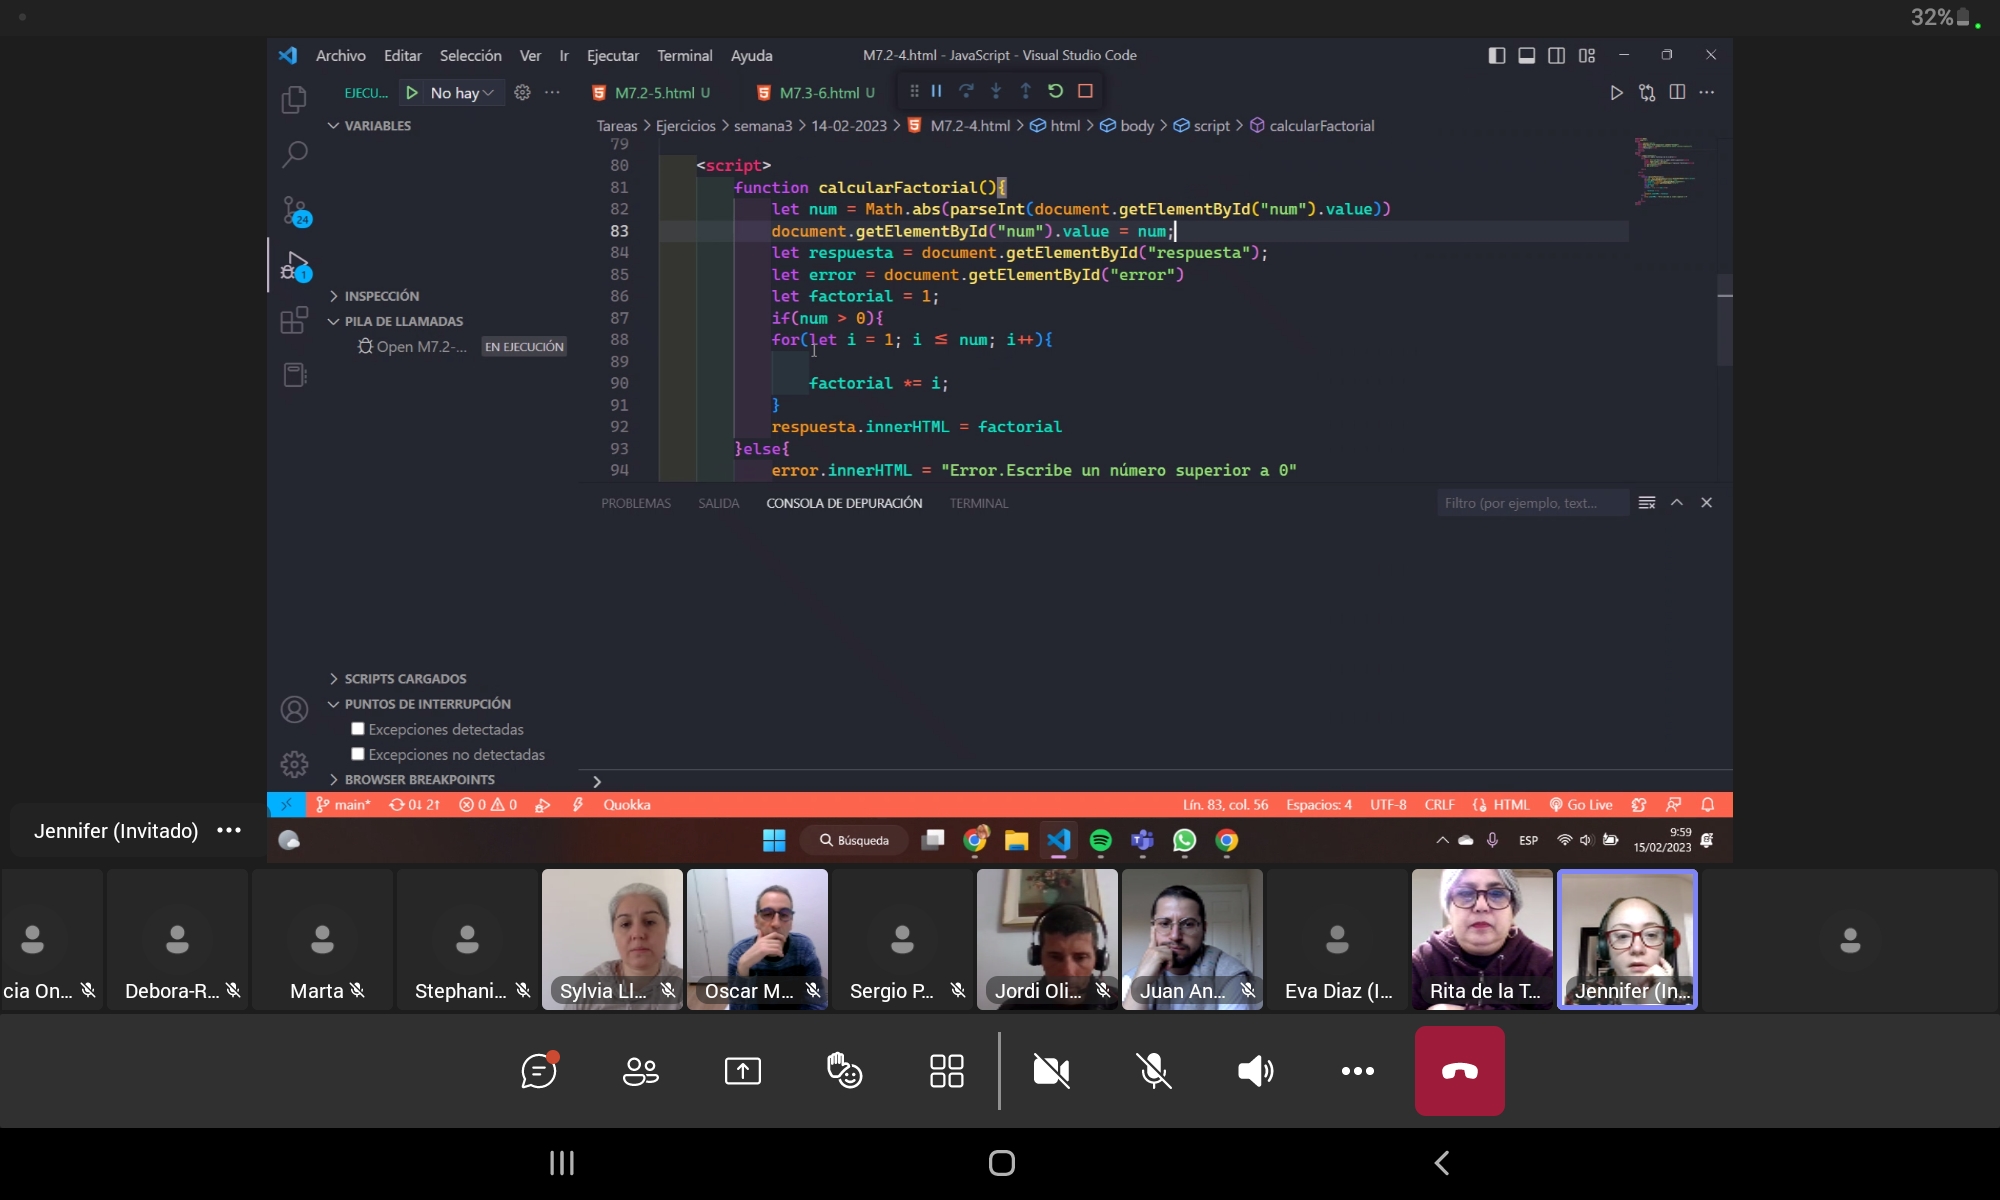 32%
Archivo Editar Selección Ver Ir Ejecutar Terminal Ayuda
M7.2-4.html - JavaScript - Visual Studio Code
EJECU... No hay
M7.2-5.html U
M7.3-6.html U
VARIABLES
Tareas > Ejercicios > semana3 > 14-02-2023 > M7.2-4.html > html > body > script > calcularFactorial
79
80 <script>
81 function calcularFactorial(){
82 let num = Math.abs(parseInt(document.getElementById("num").value))
83 document.getElementById("num").value = num;
84 let respuesta = document.getElementById("respuesta");
85 let error = document.getElementById("error")
86 let factorial = 1;
87 if(num > 0){
88 for(let i = 1; i ≤ num; i++){
89
90 factorial *= i;
91 }
92 respuesta.innerHTML = factorial
93 }else{
94 error.innerHTML = "Error.Escribe un número superior a 0"
24
1
INSPECCIÓN
PILA DE LLAMADAS
Open M7.2-... EN EJECUCIÓN
PROBLEMAS SALIDA CONSOLA DE DEPURACIÓN TERMINAL
Filtro (por ejemplo, text...
SCRIPTS CARGADOS
PUNTOS DE INTERRUPCIÓN
Excepciones detectadas
Excepciones no detectadas
BROWSER BREAKPOINTS
main* 0↓ 2↑ 0 0 Quokka
Lín. 83, col. 56 Espacios: 4 UTF-8 CRLF HTML Go Live
Jennifer (Invitado) •••
Búsqueda
ESP
9:59
15/02/2023
cia On...
Debora-R...
Marta
Stephani...
Sylvia Ll...
Oscar M...
Sergio P...
Jordi Oli...
Juan An...
Eva Diaz (I...
Rita de la T...
Jennifer (In...